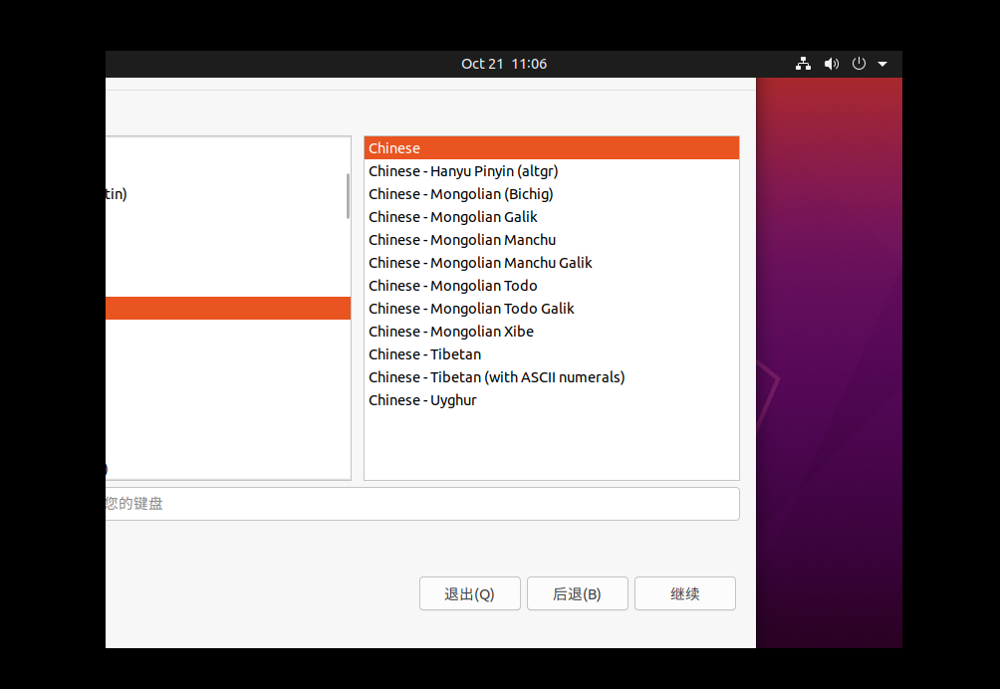 Oct 21 11:06
tin)
Chinese
Chinese - Hanyu Pinyin (altgr)
Chinese - Mongolian (Bichig)
Chinese - Mongolian Galik
Chinese - Mongolian Manchu
Chinese - Mongolian Manchu Galik
Chinese - Mongolian Todo
Chinese - Mongolian Todo Galik
Chinese - Mongolian Xibe
Chinese - Tibetan
Chinese - Tibetan (with ASCII numerals)
Chinese - Uyghur
)
您的键盘
退出(Q) 后退(B) 继续